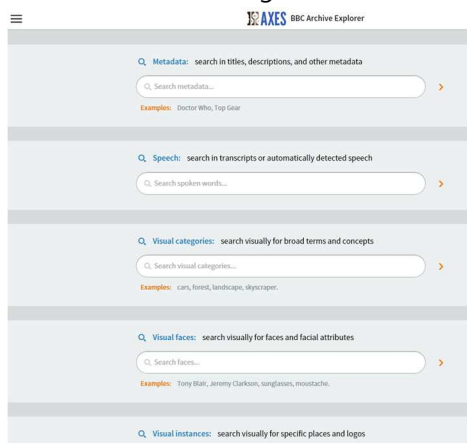 AXES BBC Archive Explorer
Metadata: search in titles, descriptions, and other metadata
Search metadata...
Examples: Doctor Who, Top Gear
Speech: search in transcripts or automatically detected speech
Search spoken words...
Visual categories: search visually for broad terms and concepts
Search visual categories...
Examples: cars, forest, landscape, skyscraper.
Visual faces: search visually for faces and facial attributes
Search faces...
Examples: Tony Blair, Jeremy Clarkson, sunglasses, moustache.
Visual instances: search visually for specific places and logos